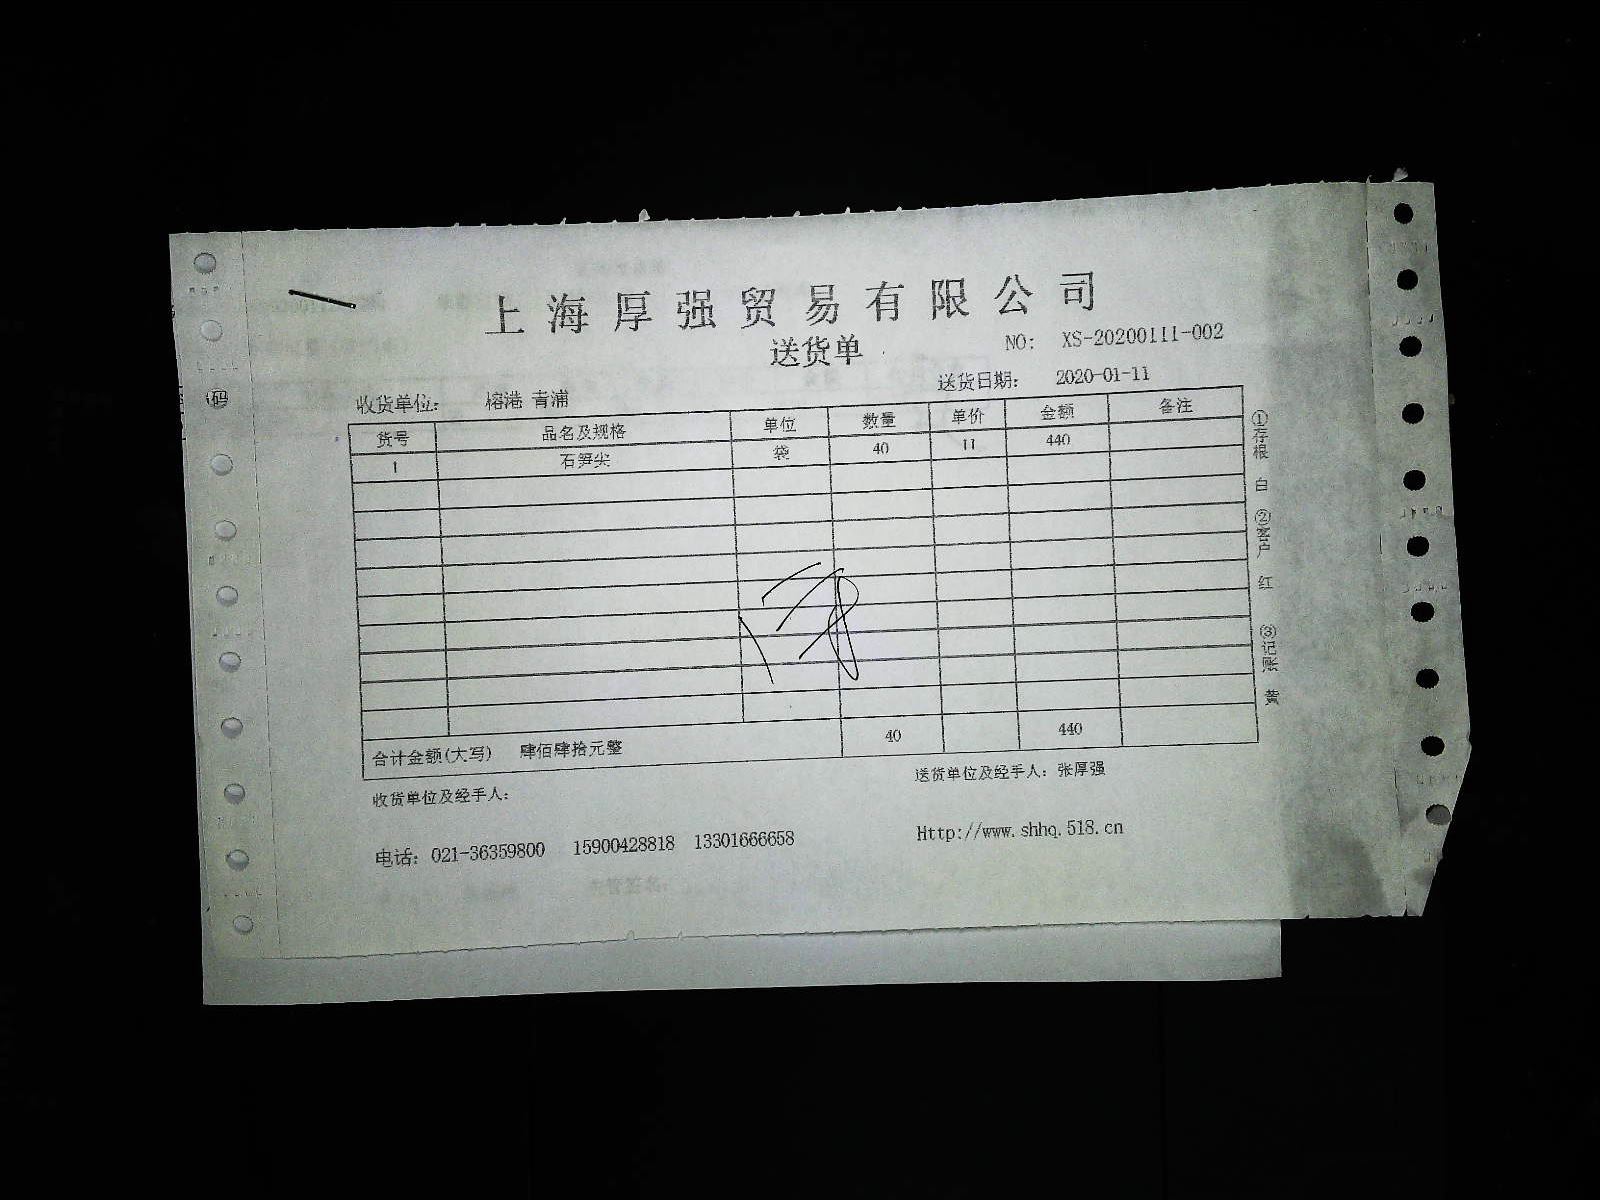 上海厚强贸易有限公司
送货单
NO: XS-20200111-002
送货日期: 2020-01-11
收货单位: 榕港 青浦
货号 品名及规格 单位 数量 单价 金额 备注
1 石笋尖 袋 40 11 440
合计金额(大写) 肆佰肆拾元整 40 440
收货单位及经手人:
送货单位及经手人: 张厚强
电话: 021-36359800 15900428818 13301666658
Http://www.shhq.518.cn
①存根 白 ②客户 红 ③记账 黄
码